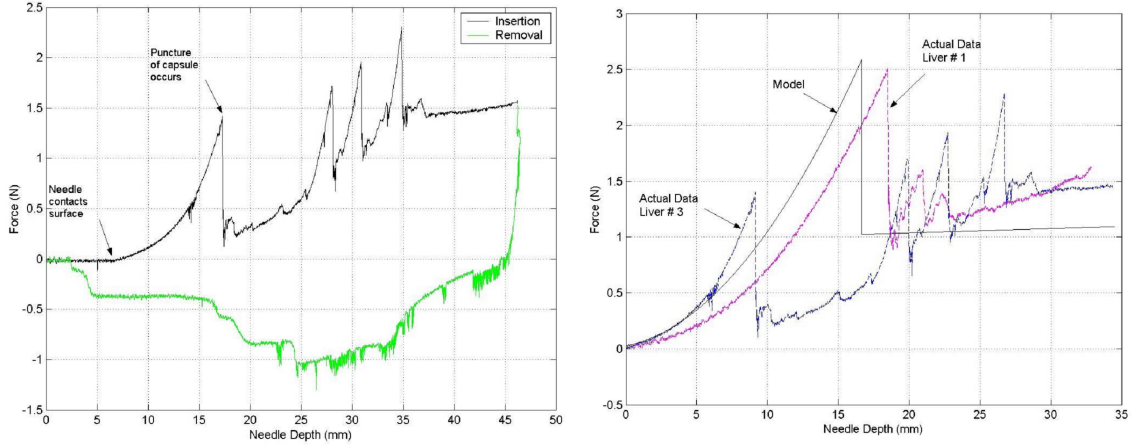 2.5
2
1.5
1
0.5
0
-0.5
-1
-1.5
Force (N)
0
5
10
15
20
25
30
35
40
45
50
Needle Depth (mm)
Insertion
Removal
Puncture
of capsule
occurs
Needle
contacts
surface
3
2.5
2
1.5
1
0.5
0
-0.5
Force (N)
0
5
10
15
20
25
30
35
Needle Depth (mm)
Actual Data
Liver # 1
Model
Actual Data
Liver # 3